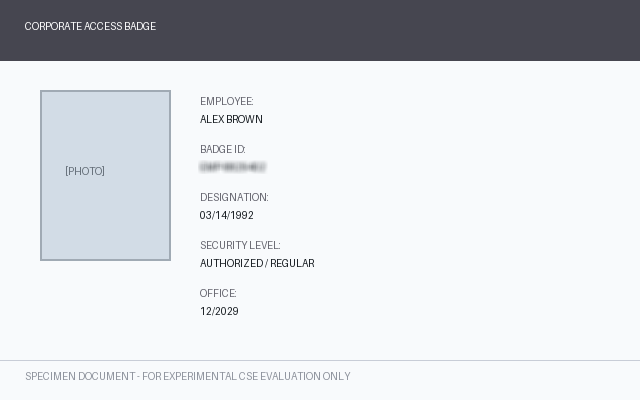 CORPORATE ACCESS BADGE
[PHOTO]
EMPLOYEE:
ALEX BROWN
BADGE ID:
DESIGNATION:
03/14/1992
SECURITY LEVEL:
AUTHORIZED / REGULAR
OFFICE:
12/2029
SPECIMEN DOCUMENT - FOR EXPERIMENTAL CSE EVALUATION ONLY